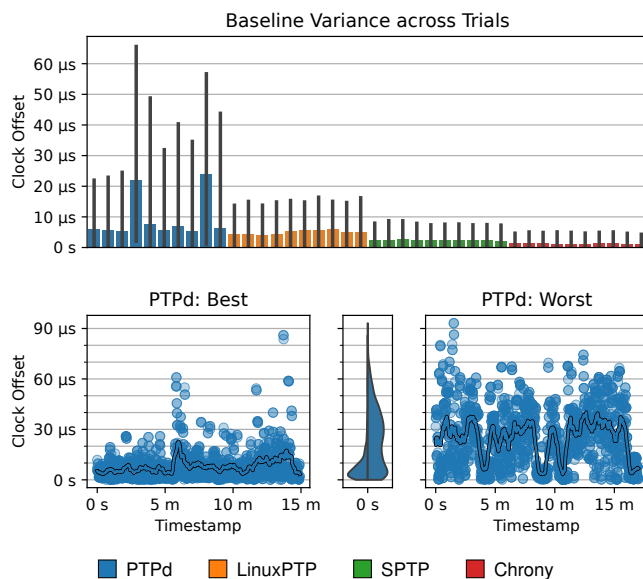 Baseline Variance across Trials
Clock Offset
60 µs
50 µs
40 µs
30 µs
20 µs
10 µs
0 s
PTPd: Best
PTPd: Worst
Clock Offset
90 µs
60 µs
30 µs
0 s
0 s 5 m 10 m 15 m
0 s
0 s 5 m 10 m 15 m
Timestamp
Timestamp
PTPd LinuxPTP SPTP Chrony